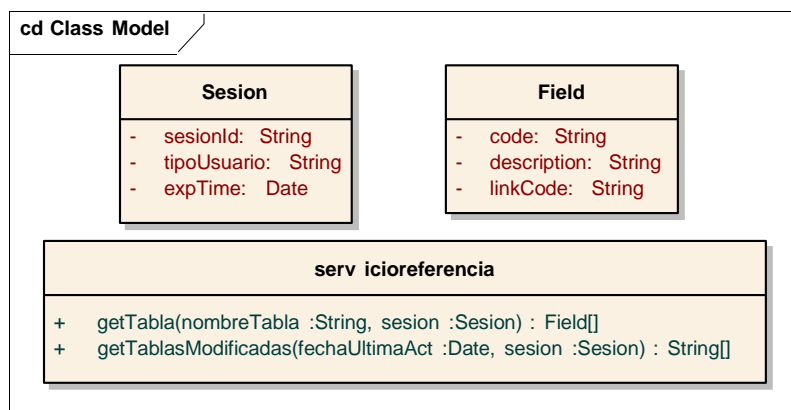 cd Class Model
Sesion
- sesionId: String
- tipoUsuario: String
- expTime: Date
Field
- code: String
- description: String
- linkCode: String
serv icioreferencia
+ getTabla(nombreTabla :String, sesion :Sesion) : Field[]
+ getTablasModificadas(fechaUltimaAct :Date, sesion :Sesion) : String[]